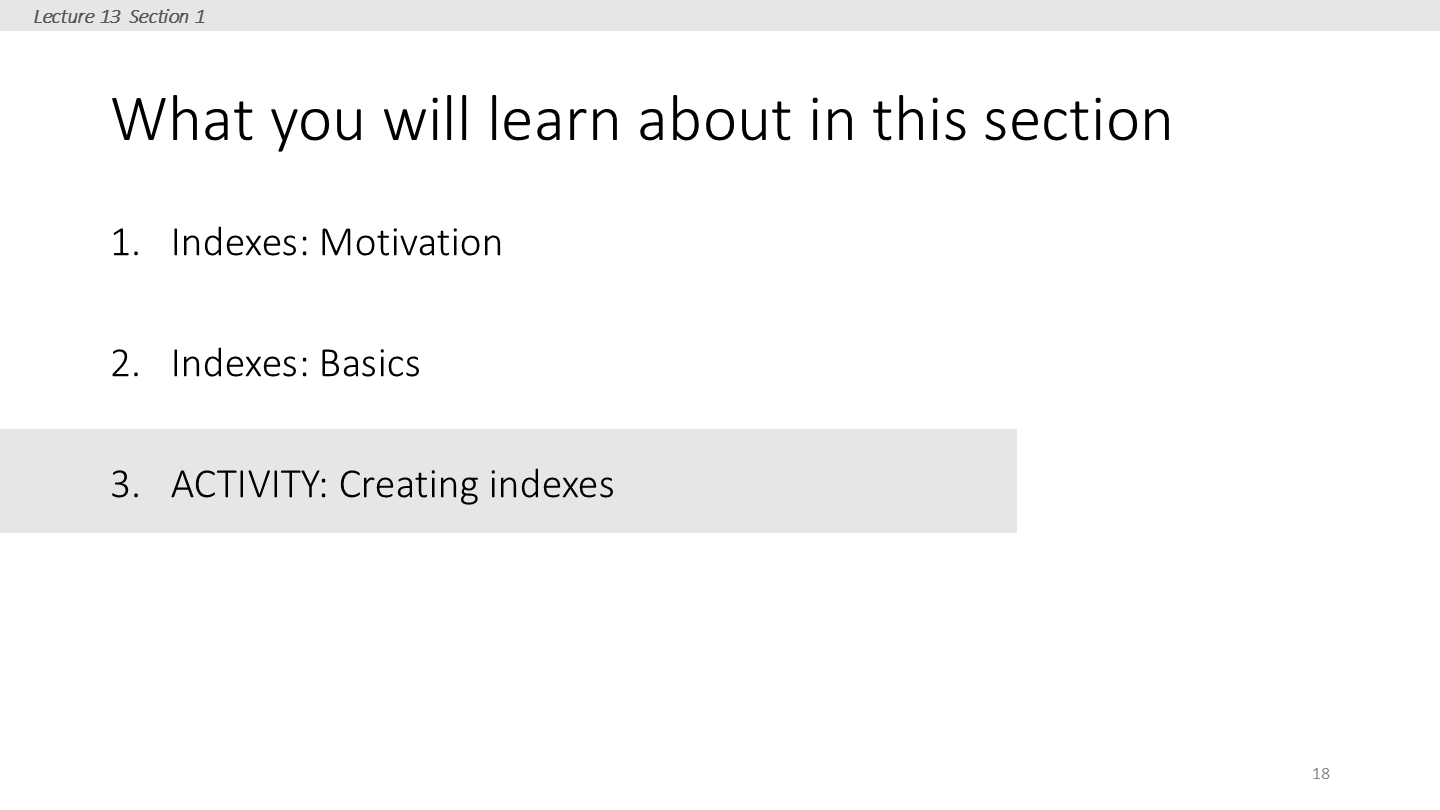 Lecture 13 Section 1
What you will learn about in this section
1. Indexes: Motivation
2. Indexes: Basics
3. ACTIVITY: Creating indexes
18